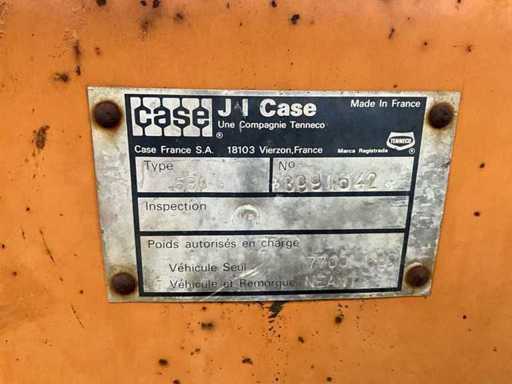 case
J I Case
Made In France
Une Compagnie Tenneco
TENNECO
Case France S.A. 18103 Vierzon, France Marca Registrada
Type Nº
Inspection
Poids autorisés en charge
Véhicule Seul 7700
Véhicule et Remorque